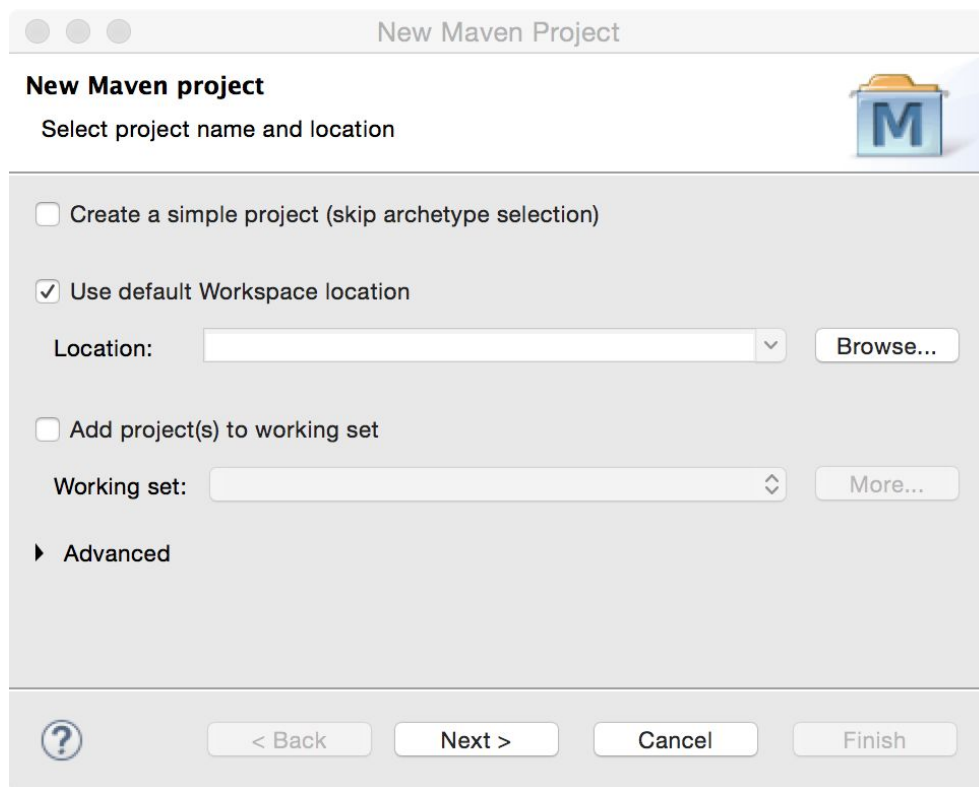 New Maven Project
New Maven project
Select project name and location
M
Create a simple project (skip archetype selection)
Use default Workspace location
Location:
Browse...
Add project(s) to working set
Working set:
More...
Advanced
?
< Back
Next >
Cancel
Finish